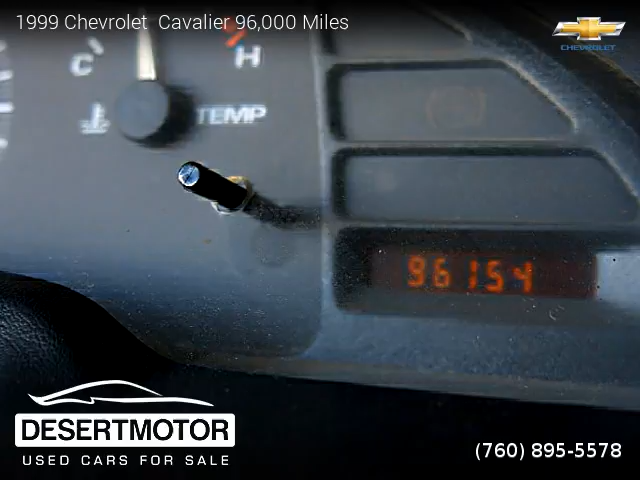 1999 Chevrolet Cavalier 96,000 Miles
CHEVROLET
C
H
TEMP
96154
DESERTMOTOR
USED CARS FOR SALE
(760) 895-5578